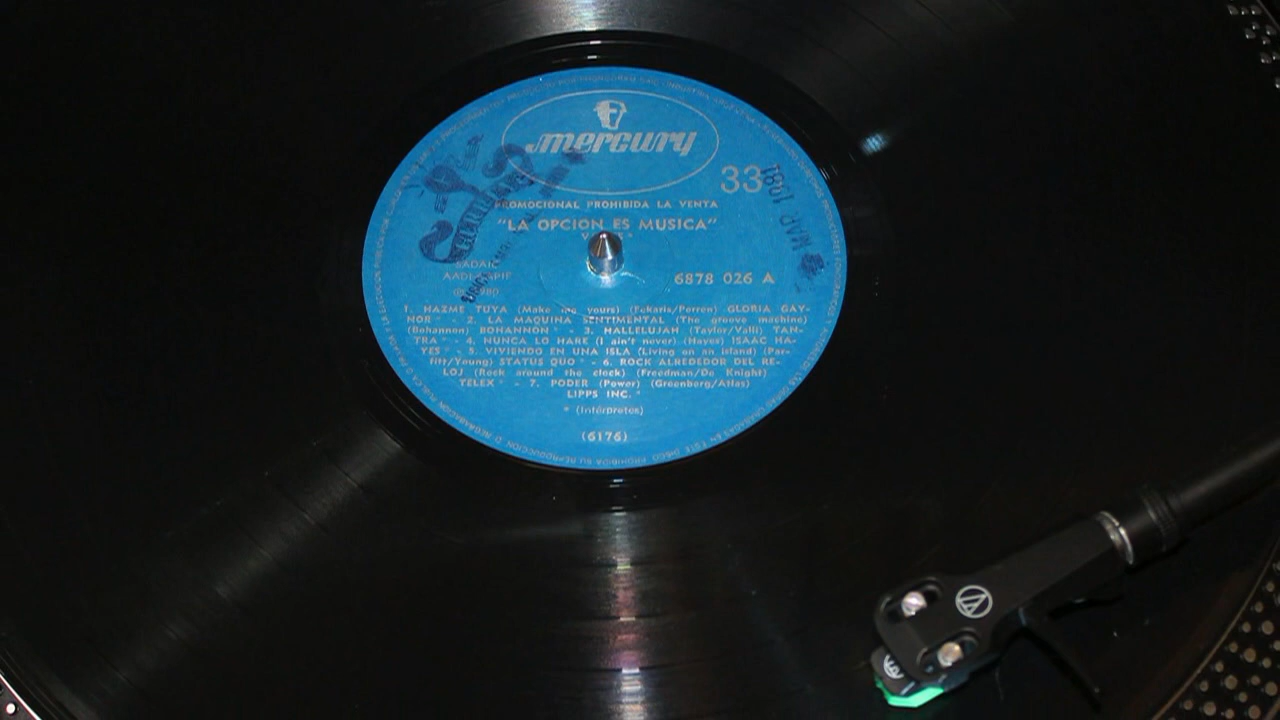 mercury
33
MAR 1981
PROMOCIONAL PROHIBIDA LA VENTA
"LA OPCION ES MUSICA"
SADAIC
6878 026 A
1. HAZME TUYA (Make me yours) (Eckaris/Perren) GLORIA GAY-
NOR * - 2. LA MAQUINA SENTIMENTAL (The groove machine)
(Bohannon) BOHANNON * - 3. HALLELUJAH (Taylor/Valli) TAN-
TRA * - 4. NUNCA LO HARE (I ain't never) (Hayes) ISAAC HA-
YES * - 5. VIVIENDO EN UNA ISLA (Living on an island) (Par-
fitt/Young) STATUS QUO * - 6. ROCK ALREDEDOR DEL RE-
LOJ (Rock around the clock) (Freedman/De Knight)
TELEX * - 7. PODER (Power) (Greenberg/Atlas)
LIPPS INC. *
* (Intérpretes)
(6176)